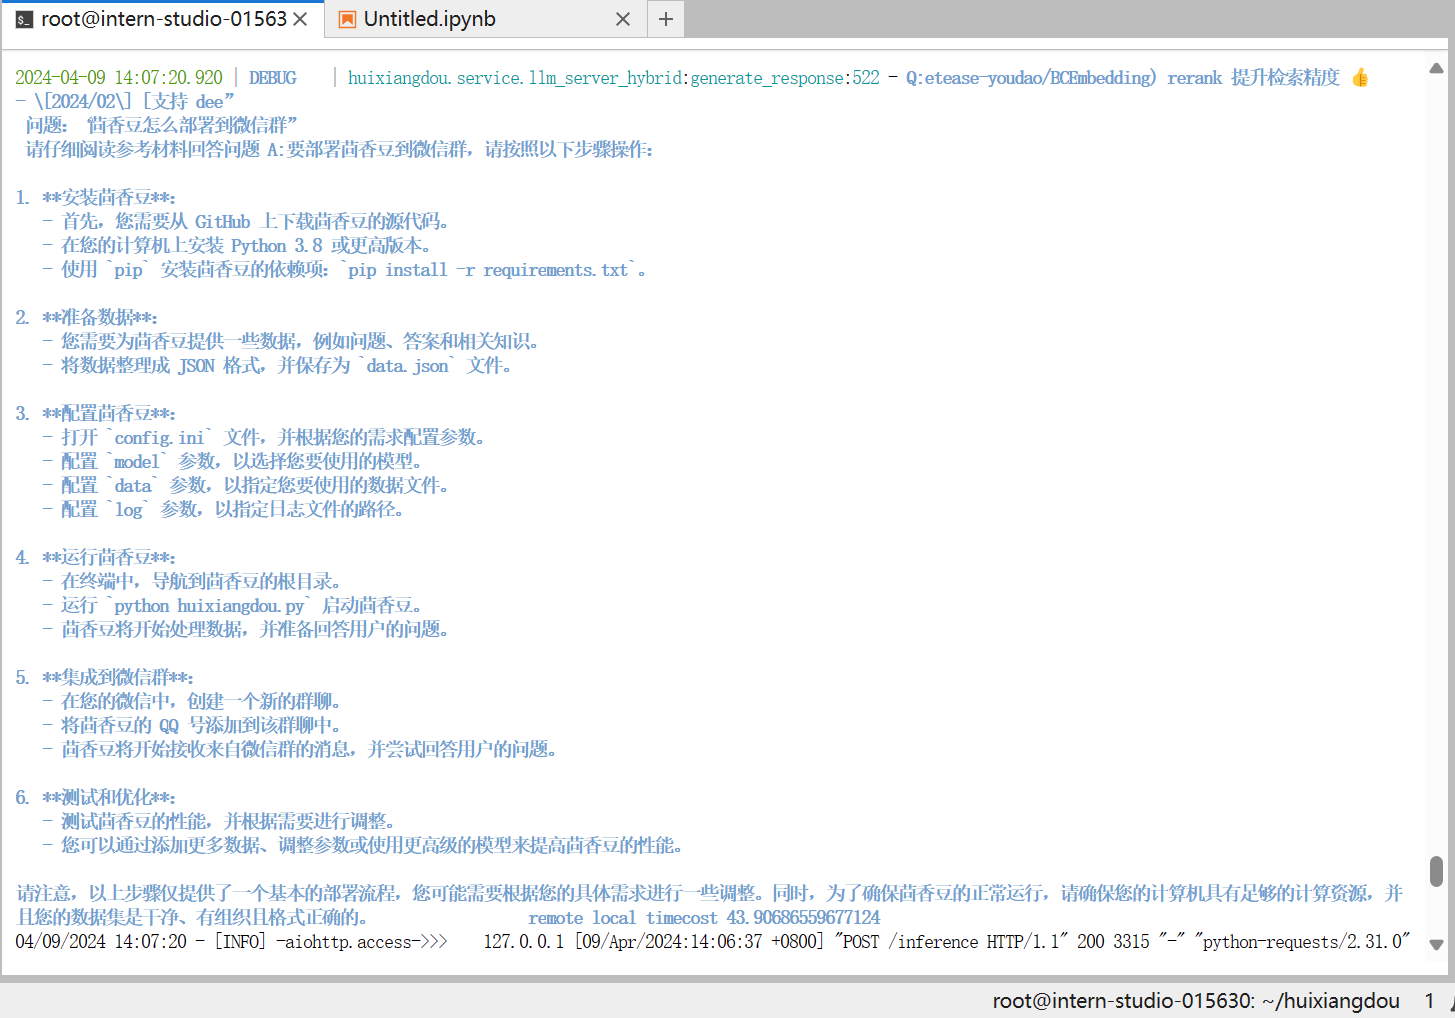 root@intern-studio-01563
Untitled.ipynb
2024-04-09 14:07:20.920 | DEBUG | huixiangdou.service.llm_server_hybrid:generate_response:522 - Q:etease-youdao/BCEmbedding) rerank 提升检索精度 👍
- \[2024/02\] [支持 dee”
问题：“茴香豆怎么部署到微信群”
请仔细阅读参考材料回答问题 A:要部署茴香豆到微信群，请按照以下步骤操作：
1. **安装茴香豆**：
- 首先，您需要从 GitHub 上下载茴香豆的源代码。
- 在您的计算机上安装 Python 3.8 或更高版本。
- 使用 `pip` 安装茴香豆的依赖项：`pip install -r requirements.txt`。
2. **准备数据**：
- 您需要为茴香豆提供一些数据，例如问题、答案和相关知识。
- 将数据整理成 JSON 格式，并保存为 `data.json` 文件。
3. **配置茴香豆**：
- 打开 `config.ini` 文件，并根据您的需求配置参数。
- 配置 `model` 参数，以选择您要使用的模型。
- 配置 `data` 参数，以指定您要使用的数据文件。
- 配置 `log` 参数，以指定日志文件的路径。
4. **运行茴香豆**：
- 在终端中，导航到茴香豆的根目录。
- 运行 `python huixiangdou.py` 启动茴香豆。
- 茴香豆将开始处理数据，并准备回答用户的问题。
5. **集成到微信群**：
- 在您的微信中，创建一个新的群聊。
- 将茴香豆的 QQ 号添加到该群聊中。
- 茴香豆将开始接收来自微信群的消息，并尝试回答用户的问题。
6. **测试和优化**：
- 测试茴香豆的性能，并根据需要进行调整。
- 您可以通过添加更多数据、调整参数或使用更高级的模型来提高茴香豆的性能。
请注意，以上步骤仅提供了一个基本的部署流程，您可能需要根据您的具体需求进行一些调整。同时，为了确保茴香豆的正常运行，请确保您的计算机具有足够的计算资源，并
且您的数据集是干净、有组织且格式正确的。 remote local timecost 43.90686559677124
04/09/2024 14:07:20 - [INFO] -aiohttp.access->>> 127.0.0.1 [09/Apr/2024:14:06:37 +0800] "POST /inference HTTP/1.1" 200 3315 "-" "python-requests/2.31.0"
root@intern-studio-015630: ~/huixiangdou 1